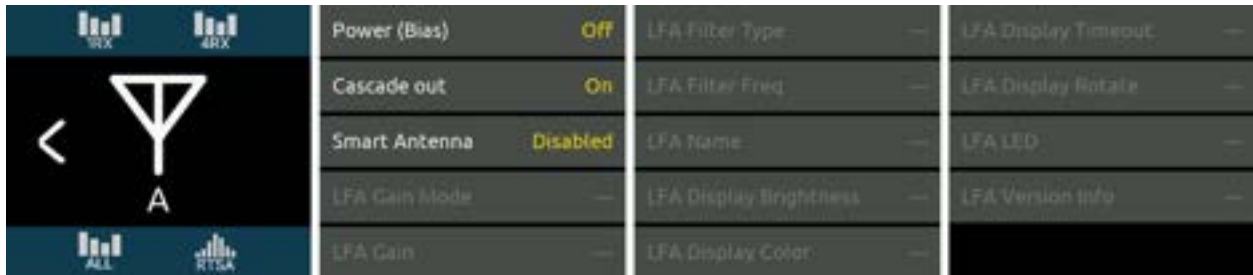 1RX 4RX
A
ALL RTSA
Power (Bias) Off
Cascade out On
Smart Antenna Disabled
LFA Gain Mode —
LFA Gain —
LFA Filter Type —
LFA Filter Freq —
LFA Name —
LFA Display Brightness —
LFA Display Color —
LFA Display Timeout —
LFA Display Rotate —
LFA LED —
LFA Version Info —